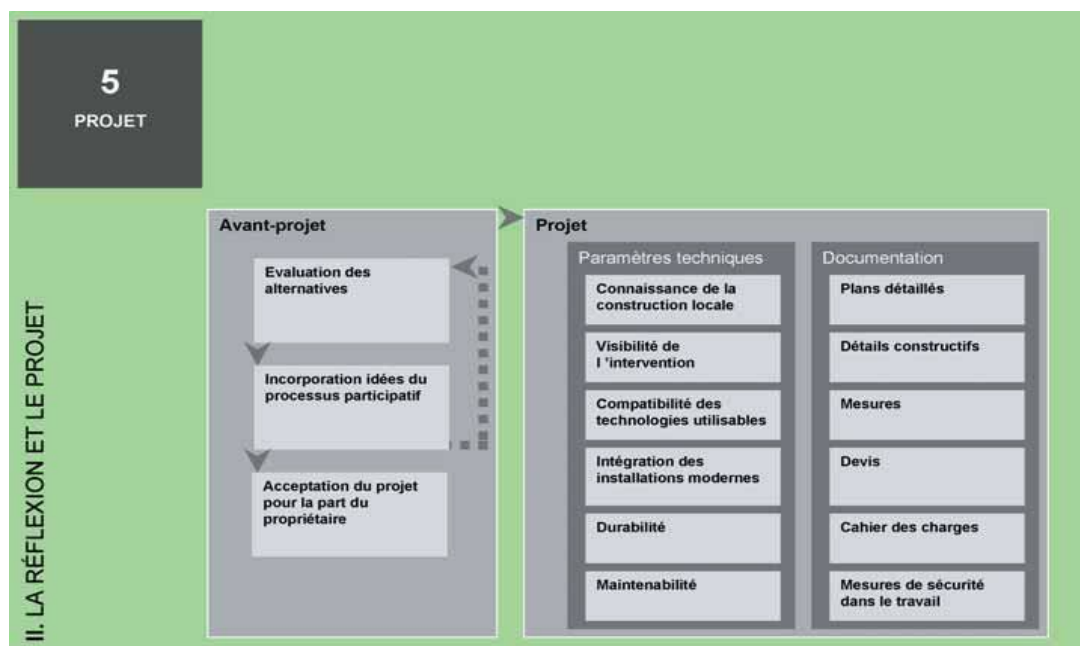 5
PROJET
II. LA RÉFLEXION ET LE PROJET
Avant-projet
Evaluation des
alternatives
Incorporation idées du
processus participatif
Acceptation du projet
pour la part du
propriétaire
Projet
Paramètres techniques
Connaissance de la
construction locale
Visibilité de
l 'intervention
Compatibilité des
technologies utilisables
Intégration des
installations modernes
Durabilité
Maintenabilité
Documentation
Plans détaillés
Détails constructifs
Mesures
Devis
Cahier des charges
Mesures de sécurité
dans le travail